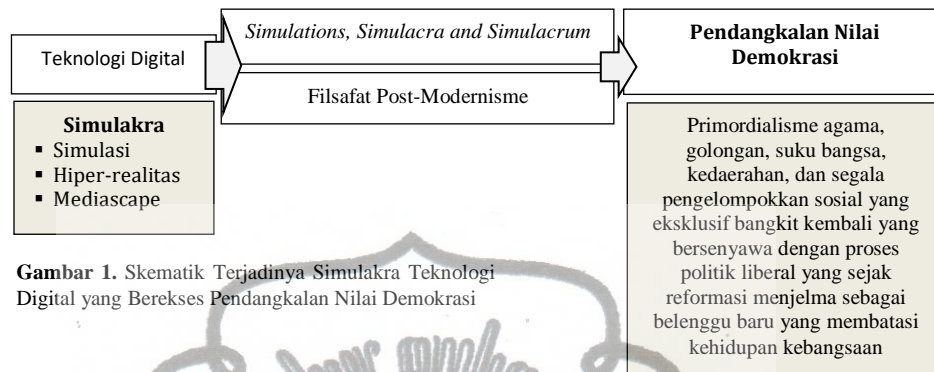 Teknologi Digital
Simulations, Simulacra and Simulacrum
Filsafat Post-Modernisme
Pendangkalan Nilai
Demokrasi
Simulakra
▪ Simulasi
▪ Hiper-realitas
▪ Mediascape
Primordialisme agama,
golongan, suku bangsa,
kedaerahan, dan segala
pengelompokkan sosial yang
eksklusif bangkit kembali yang
bersenyawa dengan proses
politik liberal yang sejak
reformasi menjelma sebagai
belenggu baru yang membatasi
kehidupan kebangsaan
Gambar 1. Skematik Terjadinya Simulakra Teknologi
Digital yang Berekses Pendangkalan Nilai Demokrasi